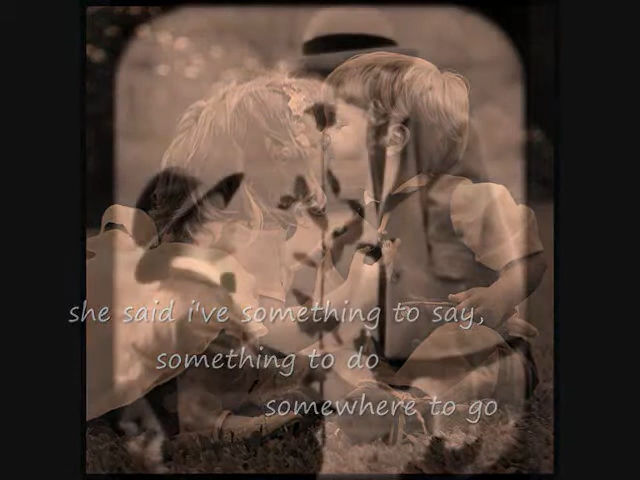 she said i've something to say,
something to do
somewhere to go